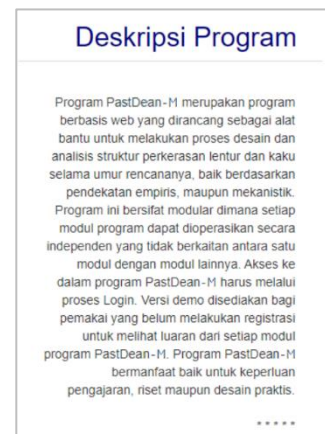 Deskripsi Program
Program PastDean-M merupakan program
berbasis web yang dirancang sebagai alat
bantu untuk melakukan proses desain dan
analisis struktur perkerasan lentur dan kaku
selama umur rencananya, baik berdasarkan
pendekatan empiris, maupun mekanistik.
Program ini bersifat modular dimana setiap
modul program dapat dioperasikan secara
independen yang tidak berkaitan antara satu
modul dengan modul lainnya. Akses ke
dalam program PastDean-M harus melalui
proses Login. Versi demo disediakan bagi
pemakai yang belum melakukan registrasi
untuk melihat luaran dari setiap modul
program PastDean-M. Program PastDean-M
bermanfaat baik untuk keperluan
pengajaran, riset maupun desain praktis.
* * * * *